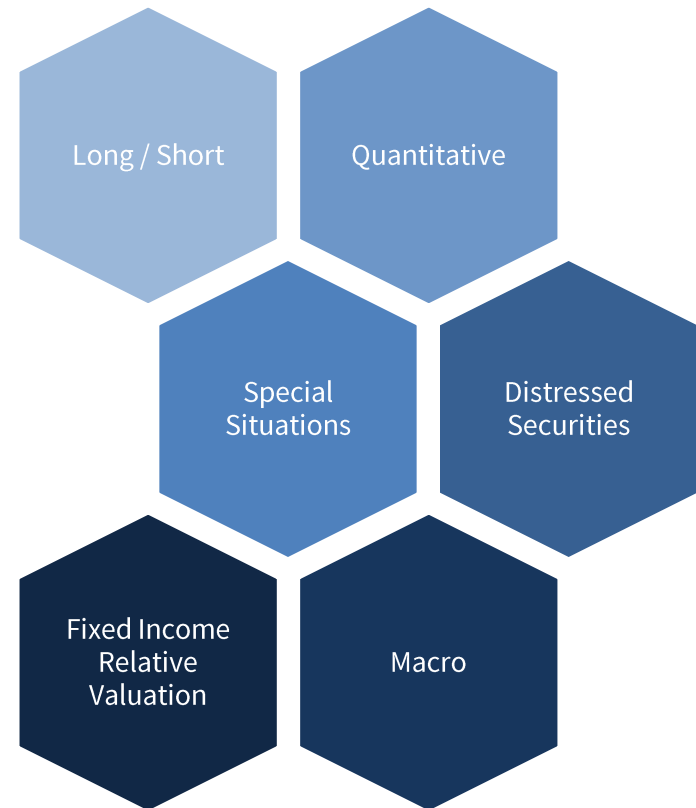 Long / Short
Quantitative
Special
Situations
Distressed
Securities
Fixed Income
Relative
Valuation
Macro